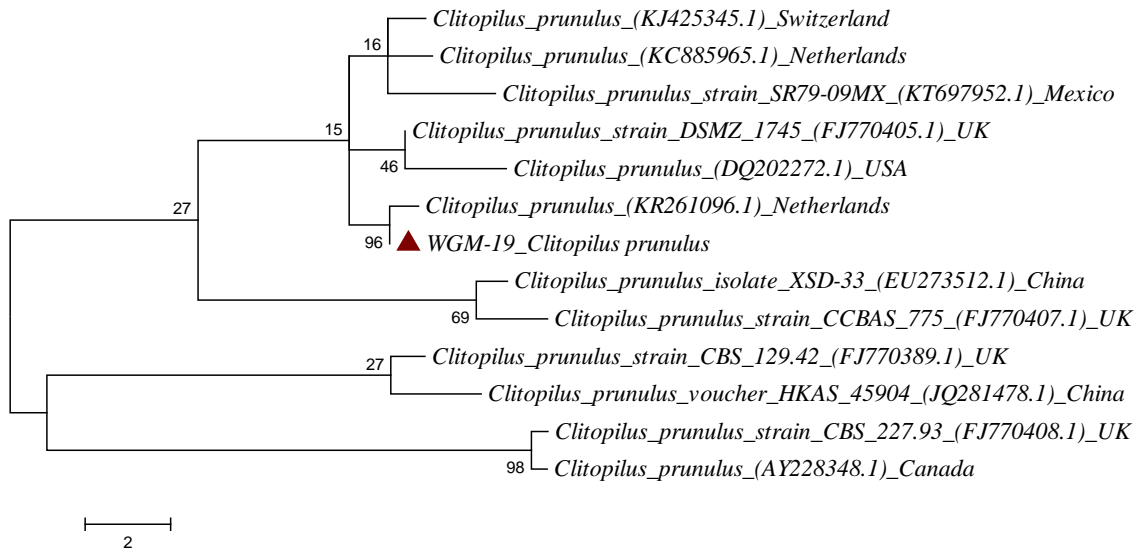 Clitopilus_prunulus_(KJ425345.1)_Switzerland
16
Clitopilus_prunulus_(KC885965.1)_Netherlands
Clitopilus_prunulus_strain_SR79-09MX_(KT697952.1)_Mexico
15
Clitopilus_prunulus_strain_DSMZ_1745_(FJ770405.1)_UK
46
Clitopilus_prunulus_(DQ202272.1)_USA
27
Clitopilus_prunulus_(KR261096.1)_Netherlands
96
WGM-19_Clitopilus prunulus
Clitopilus_prunulus_isolate_XSD-33_(EU273512.1)_China
69
Clitopilus_prunulus_strain_CCBAS_775_(FJ770407.1)_UK
Clitopilus_prunulus_strain_CBS_129.42_(FJ770389.1)_UK
27
Clitopilus_prunulus_voucher_HKAS_45904_(JQ281478.1)_China
Clitopilus_prunulus_strain_CBS_227.93_(FJ770408.1)_UK
98
Clitopilus_prunulus_(AY228348.1)_Canada
2